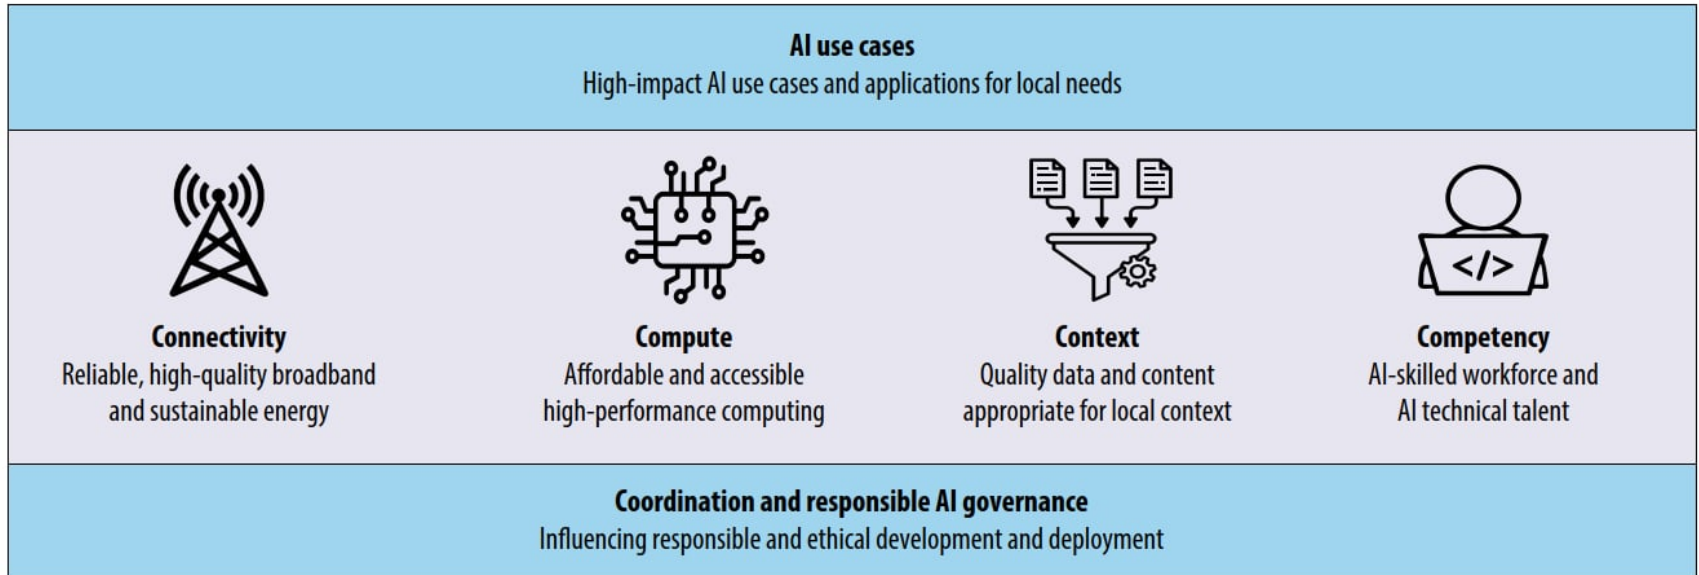 AI use cases
High-impact AI use cases and applications for local needs
Connectivity
Reliable, high-quality broadband
and sustainable energy
Compute
Affordable and accessible
high-performance computing
Context
Quality data and content
appropriate for local context
</>
Competency
AI-skilled workforce and
AI technical talent
Coordination and responsible AI governance
Influencing responsible and ethical development and deployment